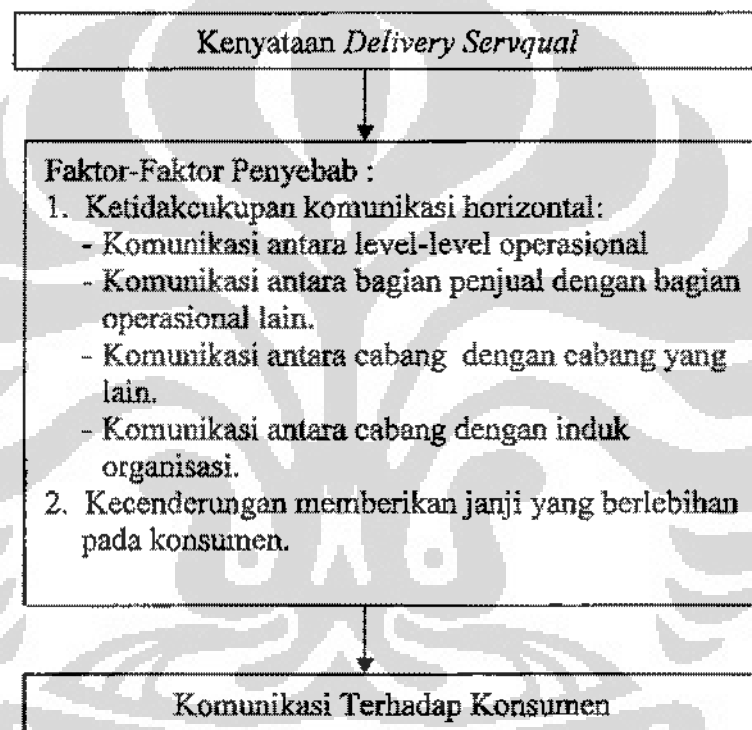 Kenyataan Delivery Servqual
Faktor-Faktor Penyebab :
1. Ketidakcukupan komunikasi horizontal:
- Komunikasi antara level-level operasional
- Komunikasi antara bagian penjual dengan bagian
operasional lain.
- Komunikasi antara cabang dengan cabang yang
lain.
- Komunikasi antara cabang dengan induk
organisasi.
2. Kecenderungan memberikan janji yang berlebihan
pada konsumen.
Komunikasi Terhadap Konsumen